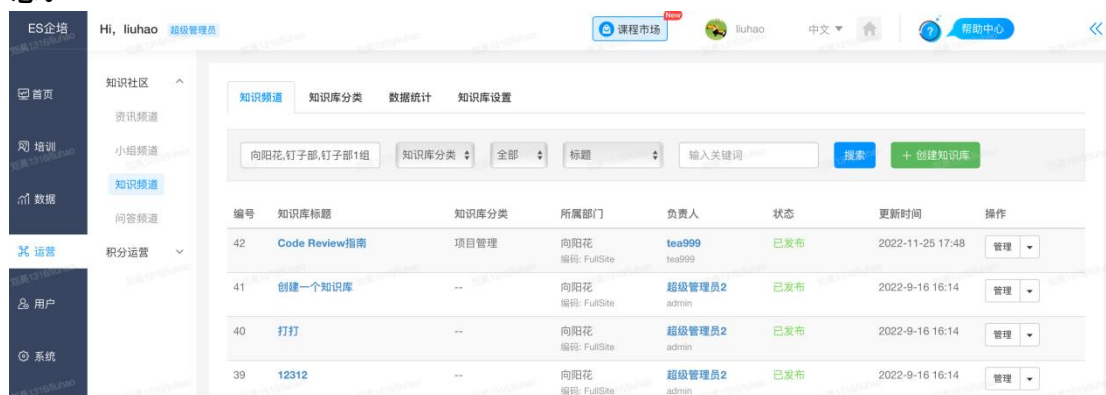 ES企培 Hi, liuhao 超级管理员 课程市场 New liuhao 中文 帮助中心
首页
培训
数据
运营
用户
系统
知识社区
资讯频道
小组频道
知识频道
问答频道
积分运营
知识频道 知识库分类 数据统计 知识库设置
向阳花,钉子部,钉子部1组 知识库分类 全部 标题 输入关键词 搜索 + 创建知识库
编号 知识库标题 知识库分类 所属部门 负责人 状态 更新时间 操作
42 Code Review指南 项目管理 向阳花 tea999 已发布 2022-11-25 17:48 管理
编码: FullSite tea999
41 创建一个知识库 -- 向阳花 超级管理员2 已发布 2022-9-16 16:14 管理
编码: FullSite admin
40 打打 -- 向阳花 超级管理员2 已发布 2022-9-16 16:14 管理
编码: FullSite admin
39 12312 -- 向阳花 超级管理员2 已发布 2022-9-16 16:14 管理
编码: FullSite admin